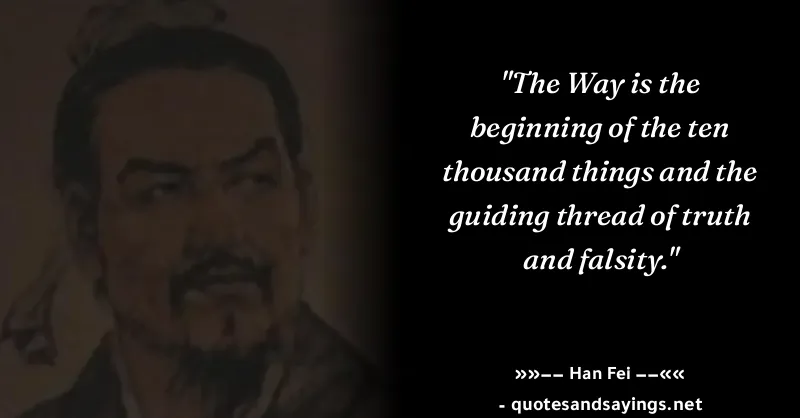 "The Way is the
beginning of the ten
thousand things and the
guiding thread of truth
and falsity."
»»−− Han Fei −−««
- quotesandsayings.net